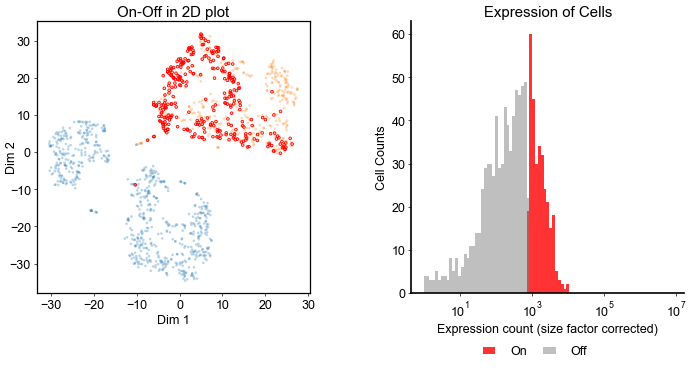 On-Off in 2D plot
Expression of Cells
Dim 2
30
20
10
0
−10
−20
−30
−30 −20 −10 0 10 20 30
Dim 1
Cell Counts
60
50
40
30
20
10
0
10^1 10^3 10^5 10^7
Expression count (size factor corrected)
On Off